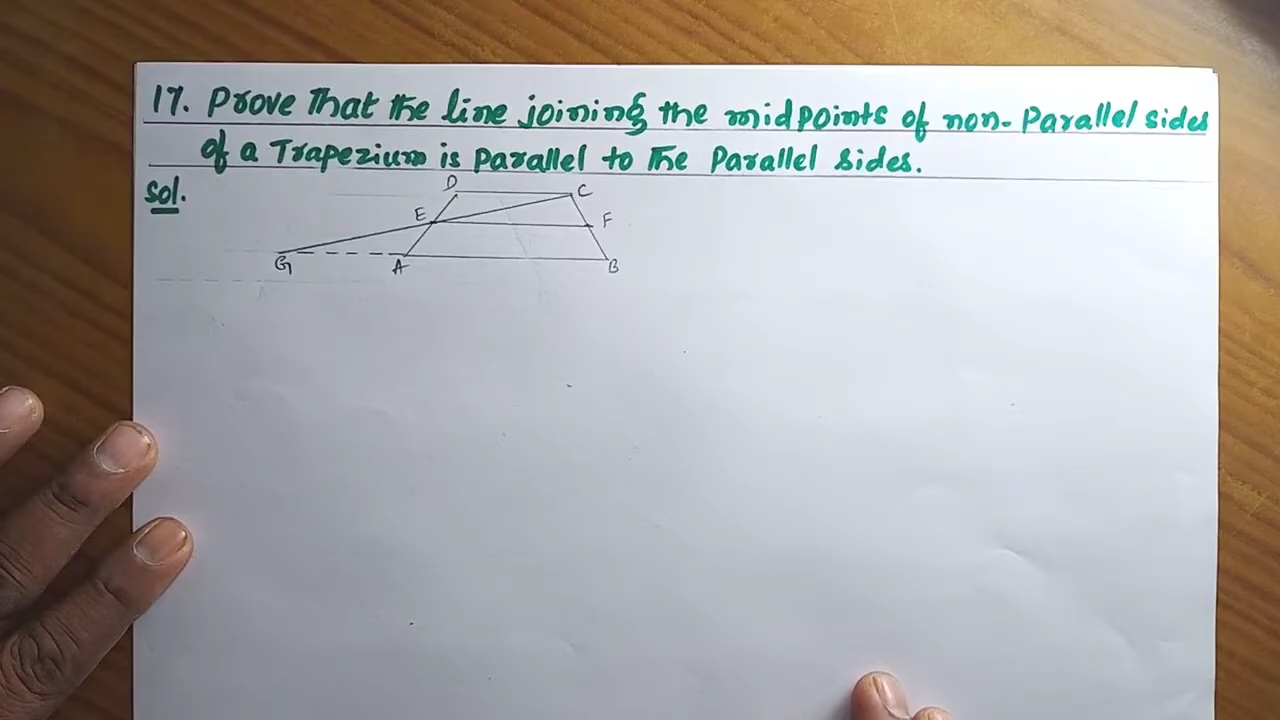 17. Prove That the line joining the midpoints of non-Parallel sides
of a Trapezium is parallel to The Parallel sides.
Sol.
D C
E F
G A B